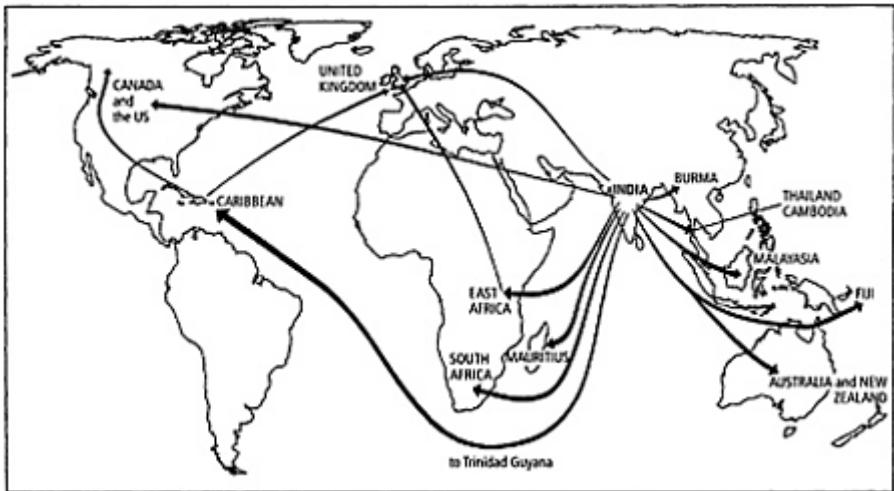 UNITED
KINGDOM
CANADA
and
the US
INDIA
BURMA
THAILAND
CAMBODIA
CARIBBEAN
MALAYASIA
EAST
AFRICA
FIJI
MAURITIUS
SOUTH
AFRICA
AUSTRALIA and NEW
ZEALAND
to Trinidad Guyana